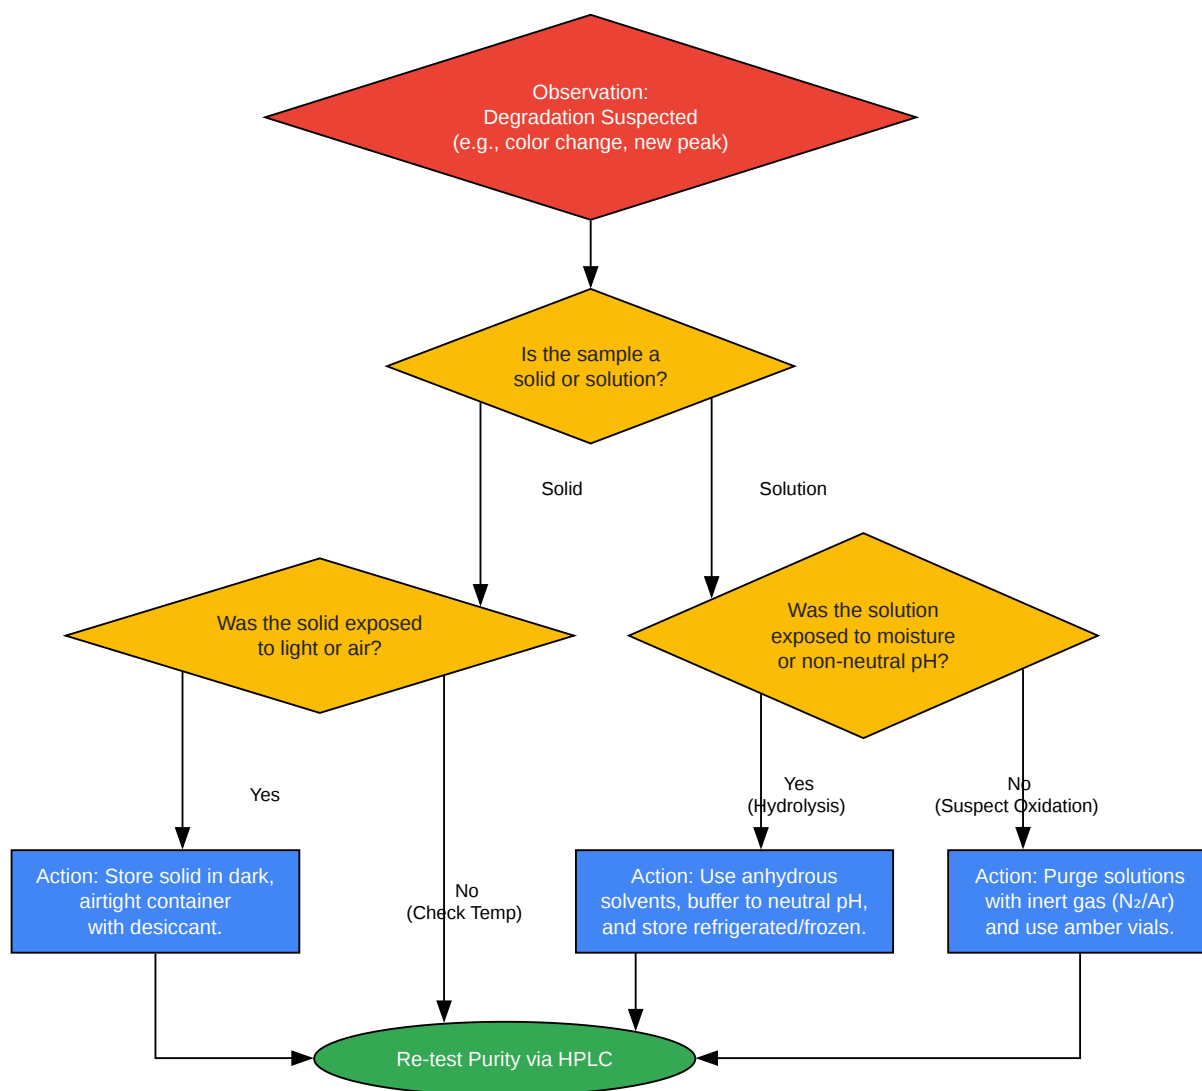 Observation:
Degradation Suspected
(e.g., color change, new peak)
Is the sample a
solid or solution?
Solid
Solution
Was the solid exposed
to light or air?
Was the solution
exposed to moisture
or non-neutral pH?
Yes
Yes
(Hydrolysis)
No
(Suspect Oxidation)
Action: Store solid in dark,
airtight container
with desiccant.
No
(Check Temp)
Action: Use anhydrous
solvents, buffer to neutral pH,
and store refrigerated/frozen.
Action: Purge solutions
with inert gas (N₂/Ar)
and use amber vials.
Re-test Purity via HPLC